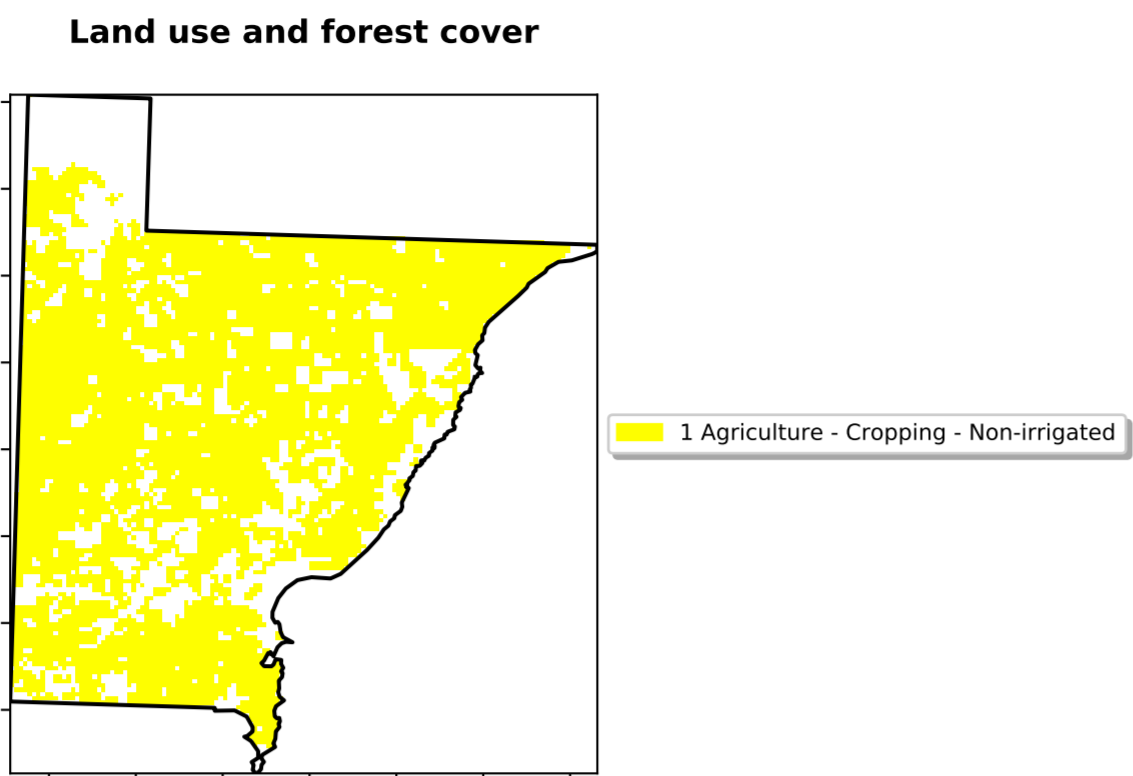 Land use and forest cover
1 Agriculture - Cropping - Non-irrigated